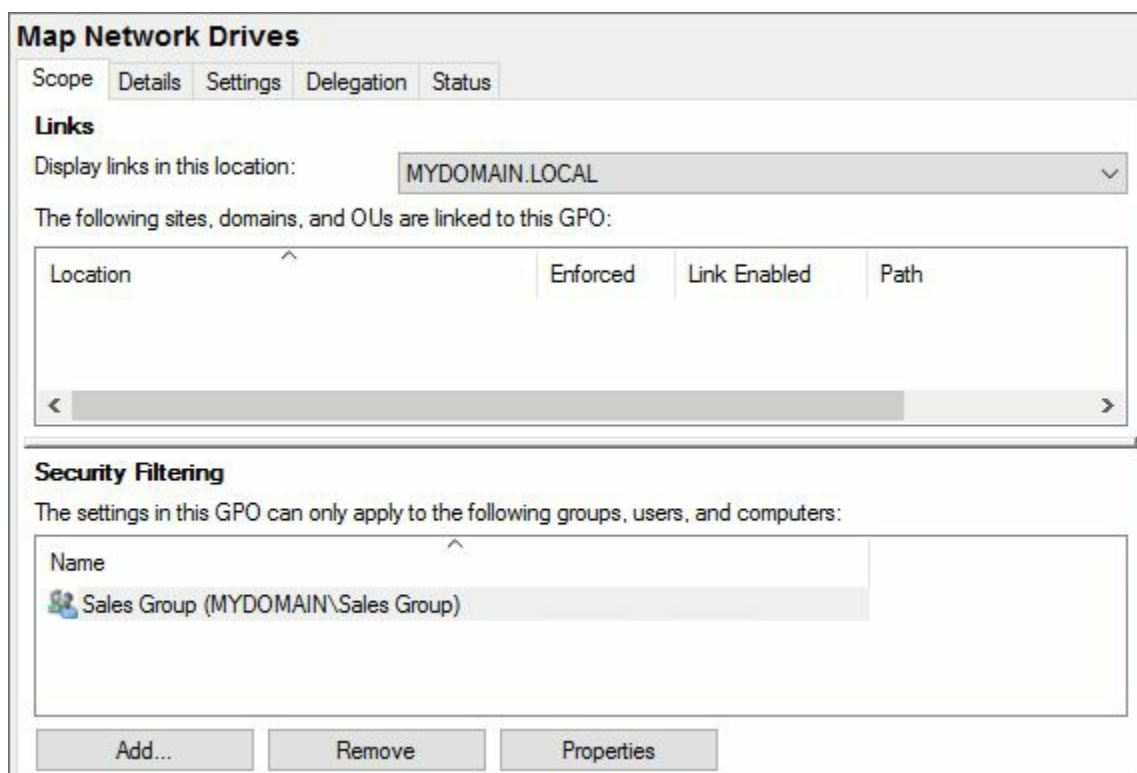 Map Network Drives
Scope Details Settings Delegation Status
Links
Display links in this location: MYDOMAIN.LOCAL
The following sites, domains, and OUs are linked to this GPO:
Location Enforced Link Enabled Path
Security Filtering
The settings in this GPO can only apply to the following groups, users, and computers:
Name
Sales Group (MYDOMAIN\Sales Group)
Add... Remove Properties